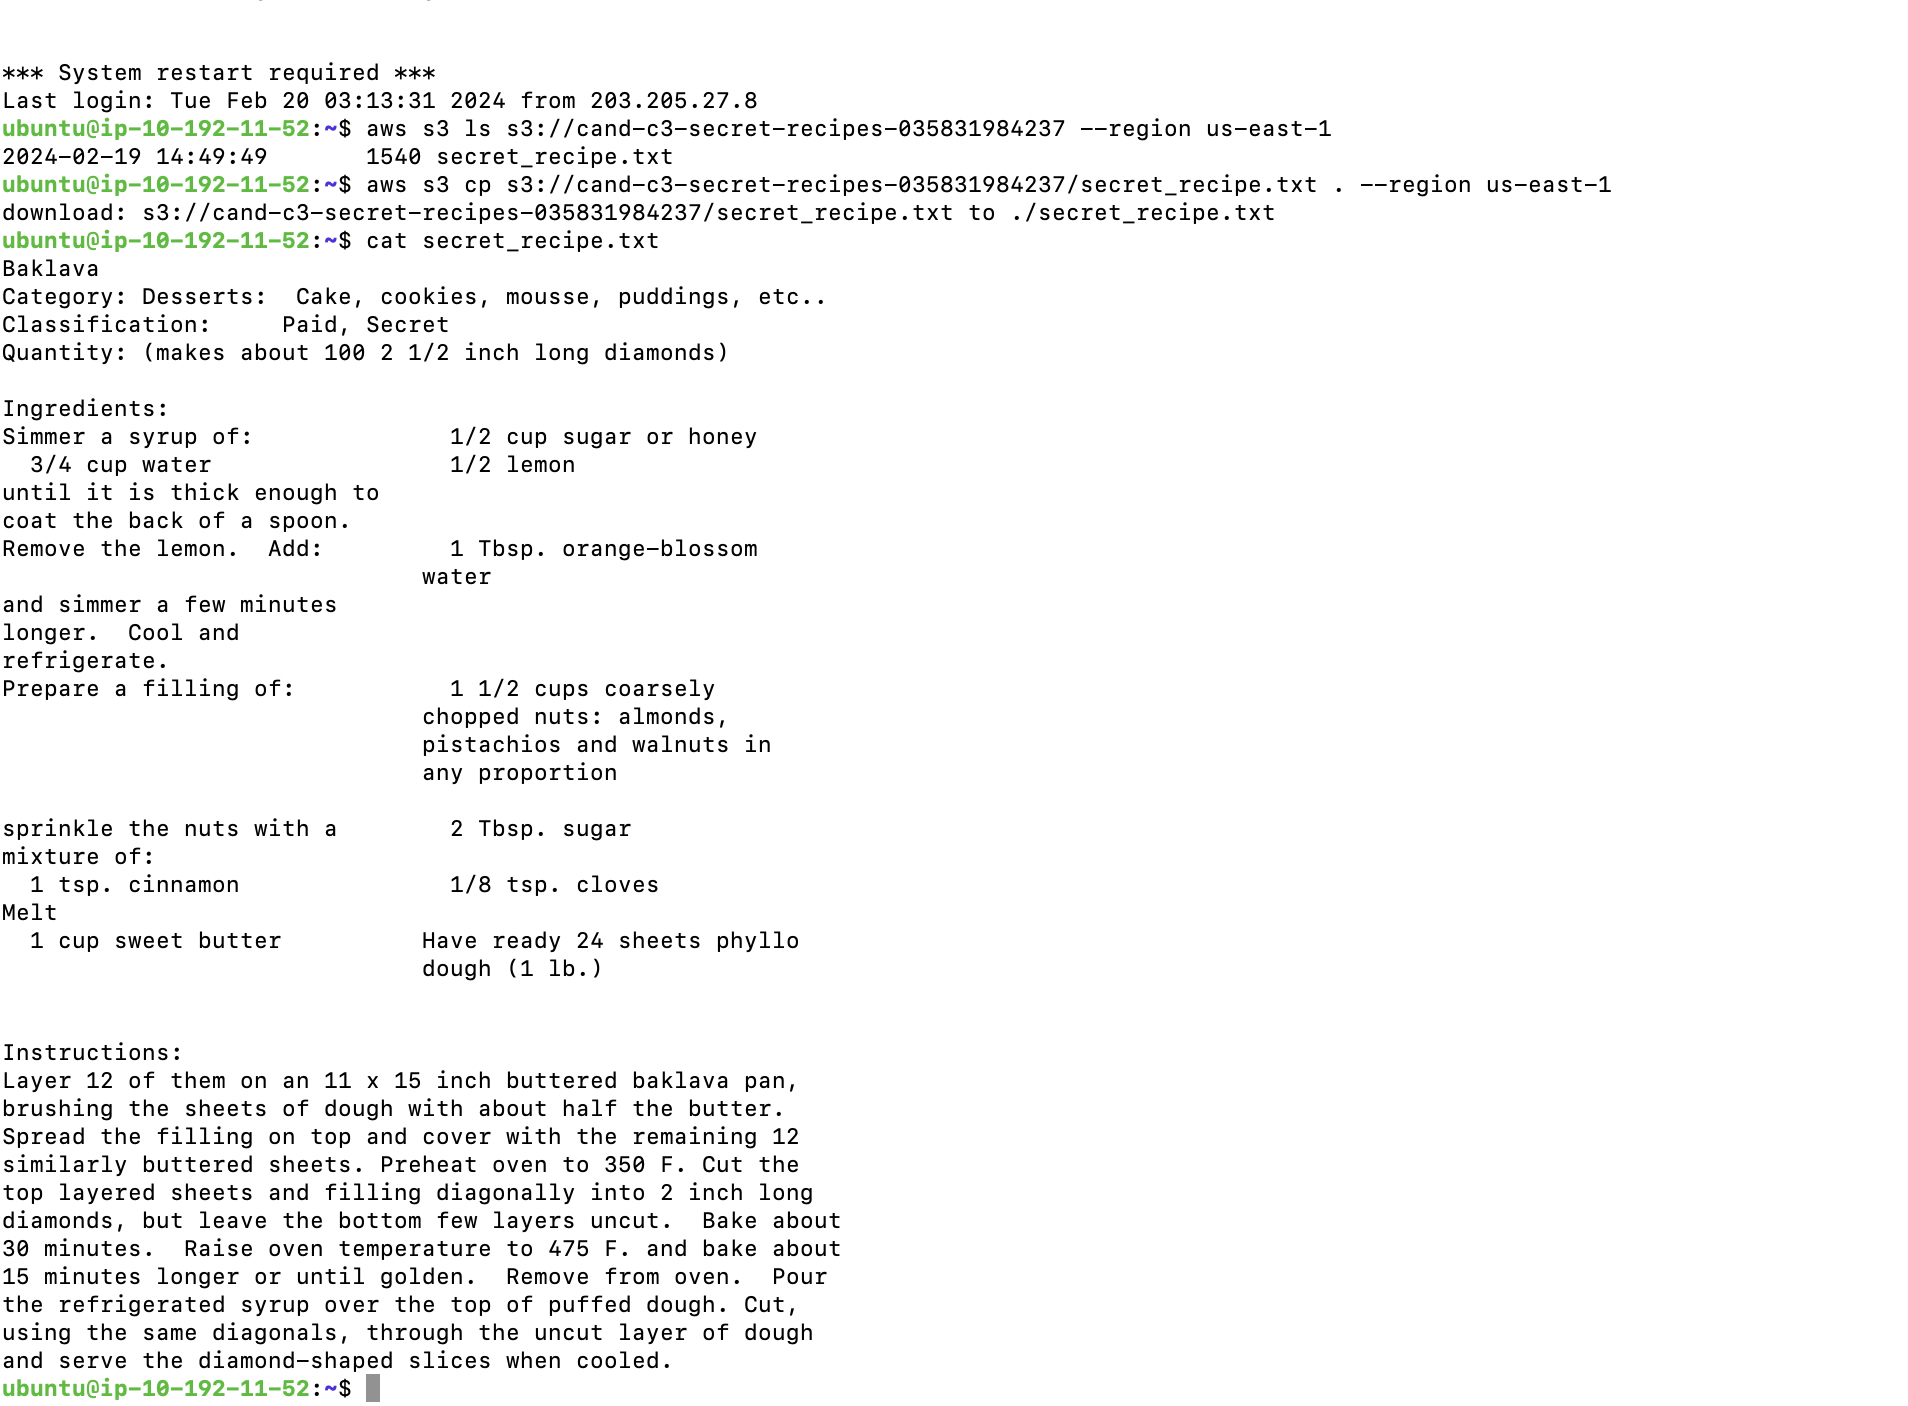 *** System restart required ***
Last login: Tue Feb 20 03:13:31 2024 from 203.205.27.8
ubuntu@ip-10-192-11-52:~$ aws s3 ls s3://cand-c3-secret-recipes-035831984237 --region us-east-1
2024-02-19 14:49:49       1540 secret_recipe.txt
ubuntu@ip-10-192-11-52:~$ aws s3 cp s3://cand-c3-secret-recipes-035831984237/secret_recipe.txt . --region us-east-1
download: s3://cand-c3-secret-recipes-035831984237/secret_recipe.txt to ./secret_recipe.txt
ubuntu@ip-10-192-11-52:~$ cat secret_recipe.txt
Baklava
Category: Desserts:  Cake, cookies, mousse, puddings, etc..
Classification:     Paid, Secret
Quantity: (makes about 100 2 1/2 inch long diamonds)

Ingredients:
Simmer a syrup of:              1/2 cup sugar or honey
  3/4 cup water                 1/2 lemon
until it is thick enough to
coat the back of a spoon.
Remove the lemon.  Add:         1 Tbsp. orange-blossom
                              water
and simmer a few minutes
longer.  Cool and
refrigerate.
Prepare a filling of:           1 1/2 cups coarsely
                              chopped nuts: almonds,
                              pistachios and walnuts in
                              any proportion

sprinkle the nuts with a        2 Tbsp. sugar
mixture of:
  1 tsp. cinnamon               1/8 tsp. cloves
Melt
  1 cup sweet butter          Have ready 24 sheets phyllo
                              dough (1 lb.)

Instructions:
Layer 12 of them on an 11 x 15 inch buttered baklava pan,
brushing the sheets of dough with about half the butter.
Spread the filling on top and cover with the remaining 12
similarly buttered sheets. Preheat oven to 350 F. Cut the
top layered sheets and filling diagonally into 2 inch long
diamonds, but leave the bottom few layers uncut.  Bake about
30 minutes.  Raise oven temperature to 475 F. and bake about
15 minutes longer or until golden.  Remove from oven.  Pour
the refrigerated syrup over the top of puffed dough. Cut,
using the same diagonals, through the uncut layer of dough
and serve the diamond-shaped slices when cooled.
ubuntu@ip-10-192-11-52:~$